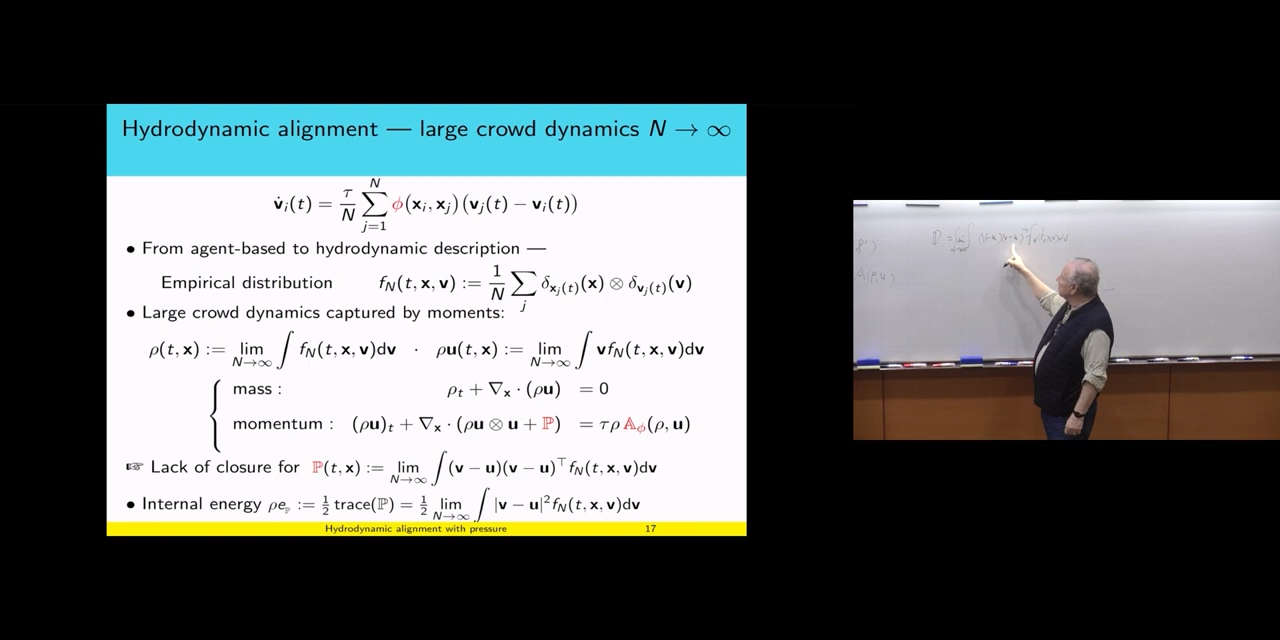 Hydrodynamic alignment — large crowd dynamics N → ∞
v̇ᵢ(t) = τ/N ∑_{j=1}^{N} ϕ(xᵢ, xⱼ)(vⱼ(t) − vᵢ(t))
• From agent-based to hydrodynamic description —
Empirical distribution f_N(t, x, v) := 1/N ∑_j δ_{xⱼ(t)}(x) ⊗ δ_{vⱼ(t)}(v)
• Large crowd dynamics captured by moments:
ρ(t, x) := lim_{N→∞} ∫ f_N(t, x, v)dv · ρu(t, x) := lim_{N→∞} ∫ vf_N(t, x, v)dv
mass : ρ_t + ∇_x · (ρu) = 0
momentum : (ρu)_t + ∇_x · (ρu ⊗ u + ℙ) = τρ𝔸_ϕ(ρ, u)
☞ Lack of closure for ℙ(t, x) := lim_{N→∞} ∫ (v − u)(v − u)^⊤ f_N(t, x, v)dv
• Internal energy ρe_ℙ := ½ trace(ℙ) = ½ lim_{N→∞} ∫ |v − u|² f_N(t, x, v)dv
Hydrodynamic alignment with pressure 17